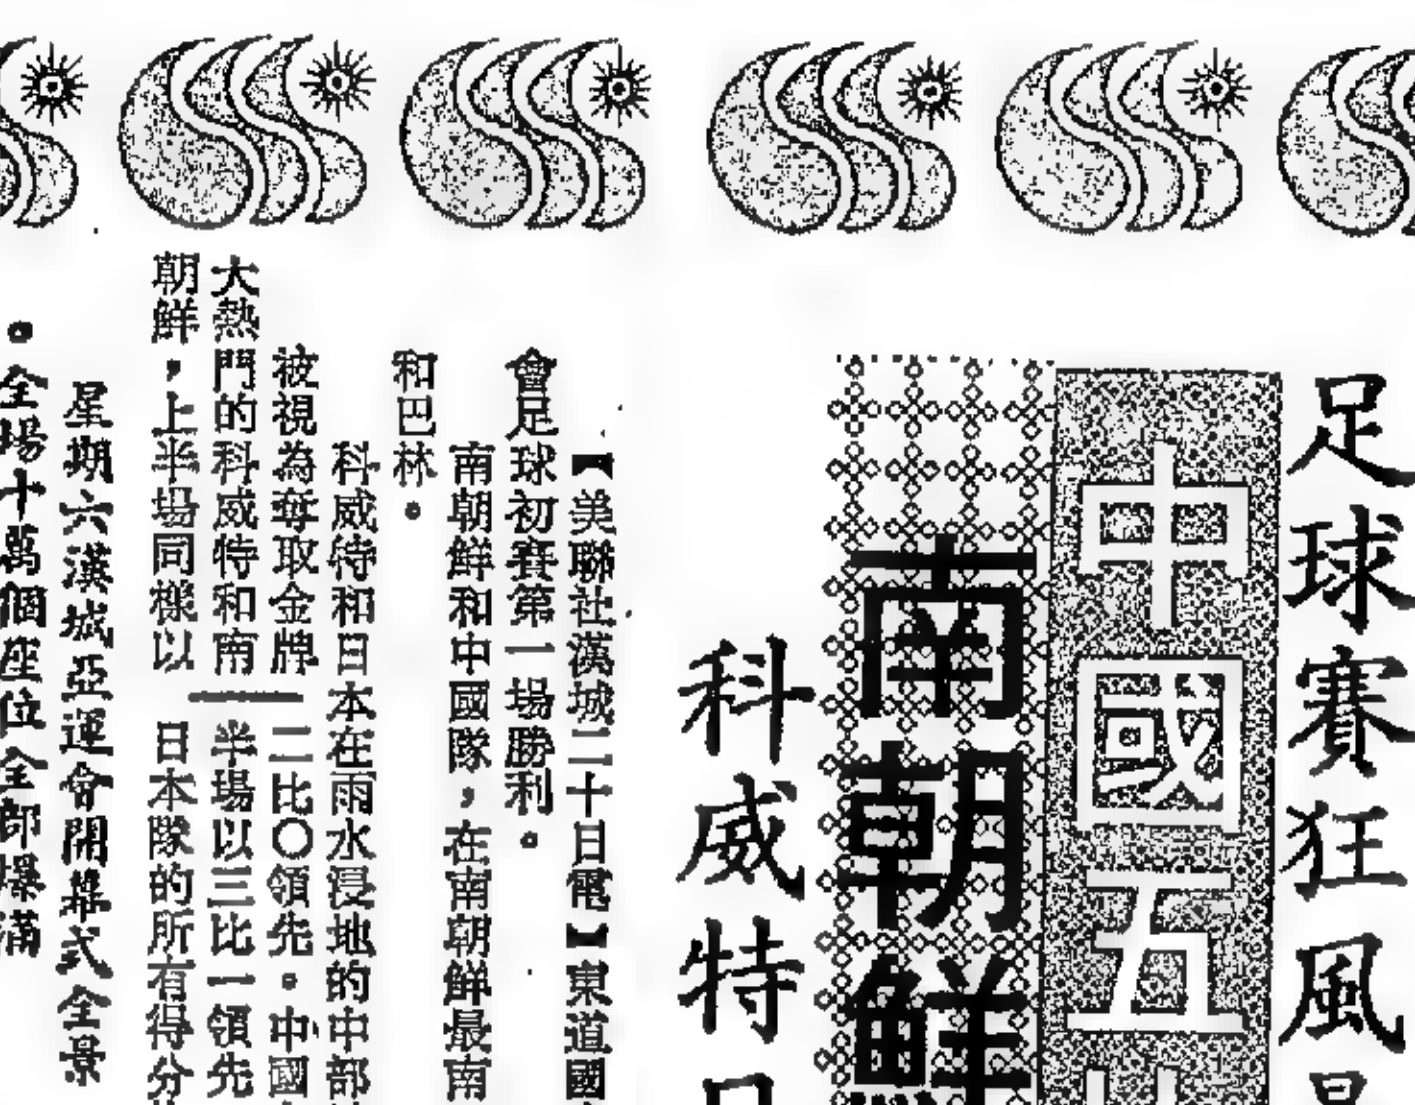 足球賽狂風
中國五
南朝鮮
科威特
【美聯社漢城二十日電】東道國
會足球初賽第一場勝利。
南朝鮮和中國隊，在南朝鮮最南
和巴林。
科威特和日本在雨水浸地的中部
被視為奪取金牌
大熱門的科威特和南
朝鮮，上半場同樣以
二比〇領先。中國
半場以三比一領先
日本隊的所有得分
星期六漢城亞運會開幕式全景
。全場十萬個座位全部爆滿